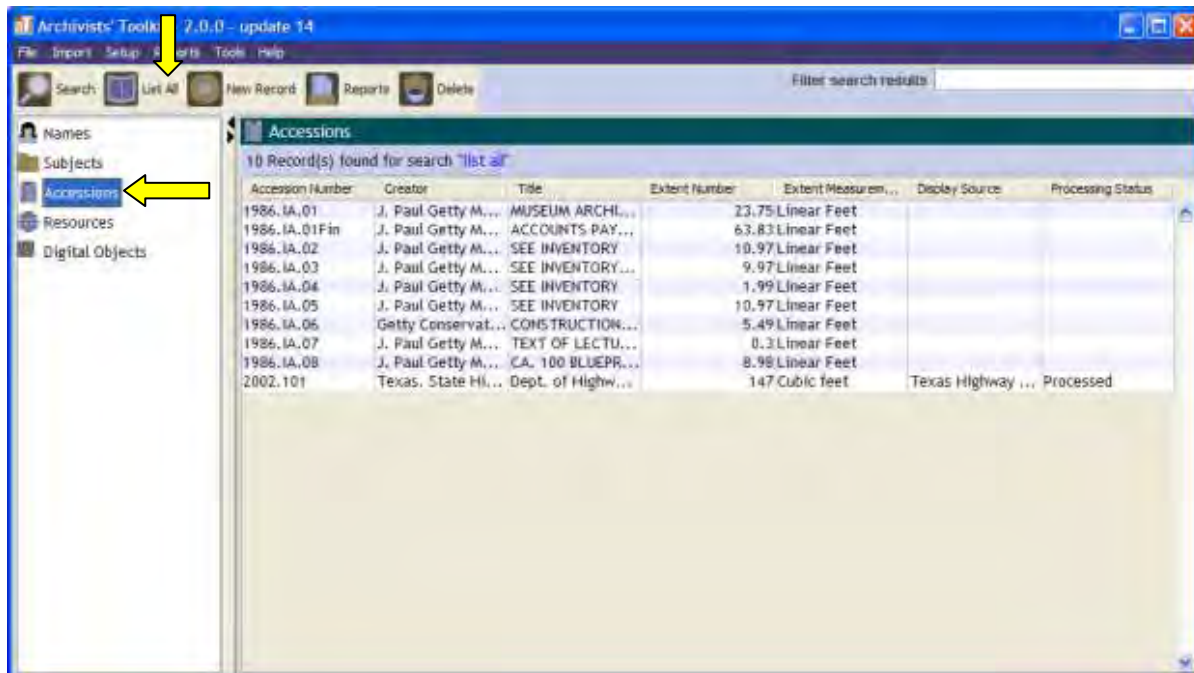 Archivists' Toolkit 2.0.0 - update 14
File Import Setup Reports Tools Help
Search List All New Record Reports Delete Filter search results
Names
Subjects
Accessions
Resources
Digital Objects
Accessions
10 Record(s) found for search "list all"
Accession Number Creator Title Extent Number Extent Measurem... Display Source Processing Status
1986.IA.01 J. Paul Getty M... MUSEUM ARCHI... 23.75 Linear Feet
1986.IA.01Fin J. Paul Getty M... ACCOUNTS PAY... 63.83 Linear Feet
1986.IA.02 J. Paul Getty M... SEE INVENTORY 10.97 Linear Feet
1986.IA.03 J. Paul Getty M... SEE INVENTORY... 9.97 Linear Feet
1986.IA.04 J. Paul Getty M... SEE INVENTORY 1.99 Linear Feet
1986.IA.05 J. Paul Getty M... SEE INVENTORY 10.97 Linear Feet
1986.IA.06 Getty Conservat... CONSTRUCTION... 5.49 Linear Feet
1986.IA.07 J. Paul Getty M... TEXT OF LECTU... 0.3 Linear Feet
1986.IA.08 J. Paul Getty M... CA. 100 BLUEPR... 8.98 Linear Feet
2002.101 Texas. State Hi... Dept. of Highw... 147 Cubic feet Texas Highway ... Processed